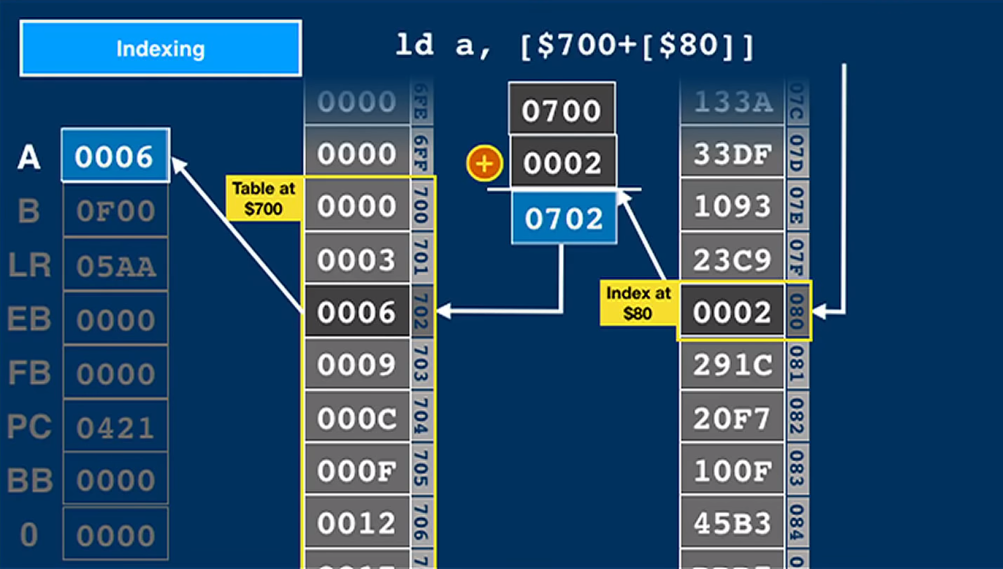 Indexing
ld a, [$700+[$80]]
A 0006
B 0F00
LR 05AA
EB 0000
FB 0000
PC 0421
BB 0000
0 0000
Table at
$700
0000 6FE
0000 6FF
0000 700
0003 701
0006 702
0009 703
000C 704
000F 705
0012 706
0700
+ 0002
0702
Index at
$80
133A 07C
33DF 07D
1093 07E
23C9 07F
0002 080
291C 081
20F7 082
100F 083
45B3 084